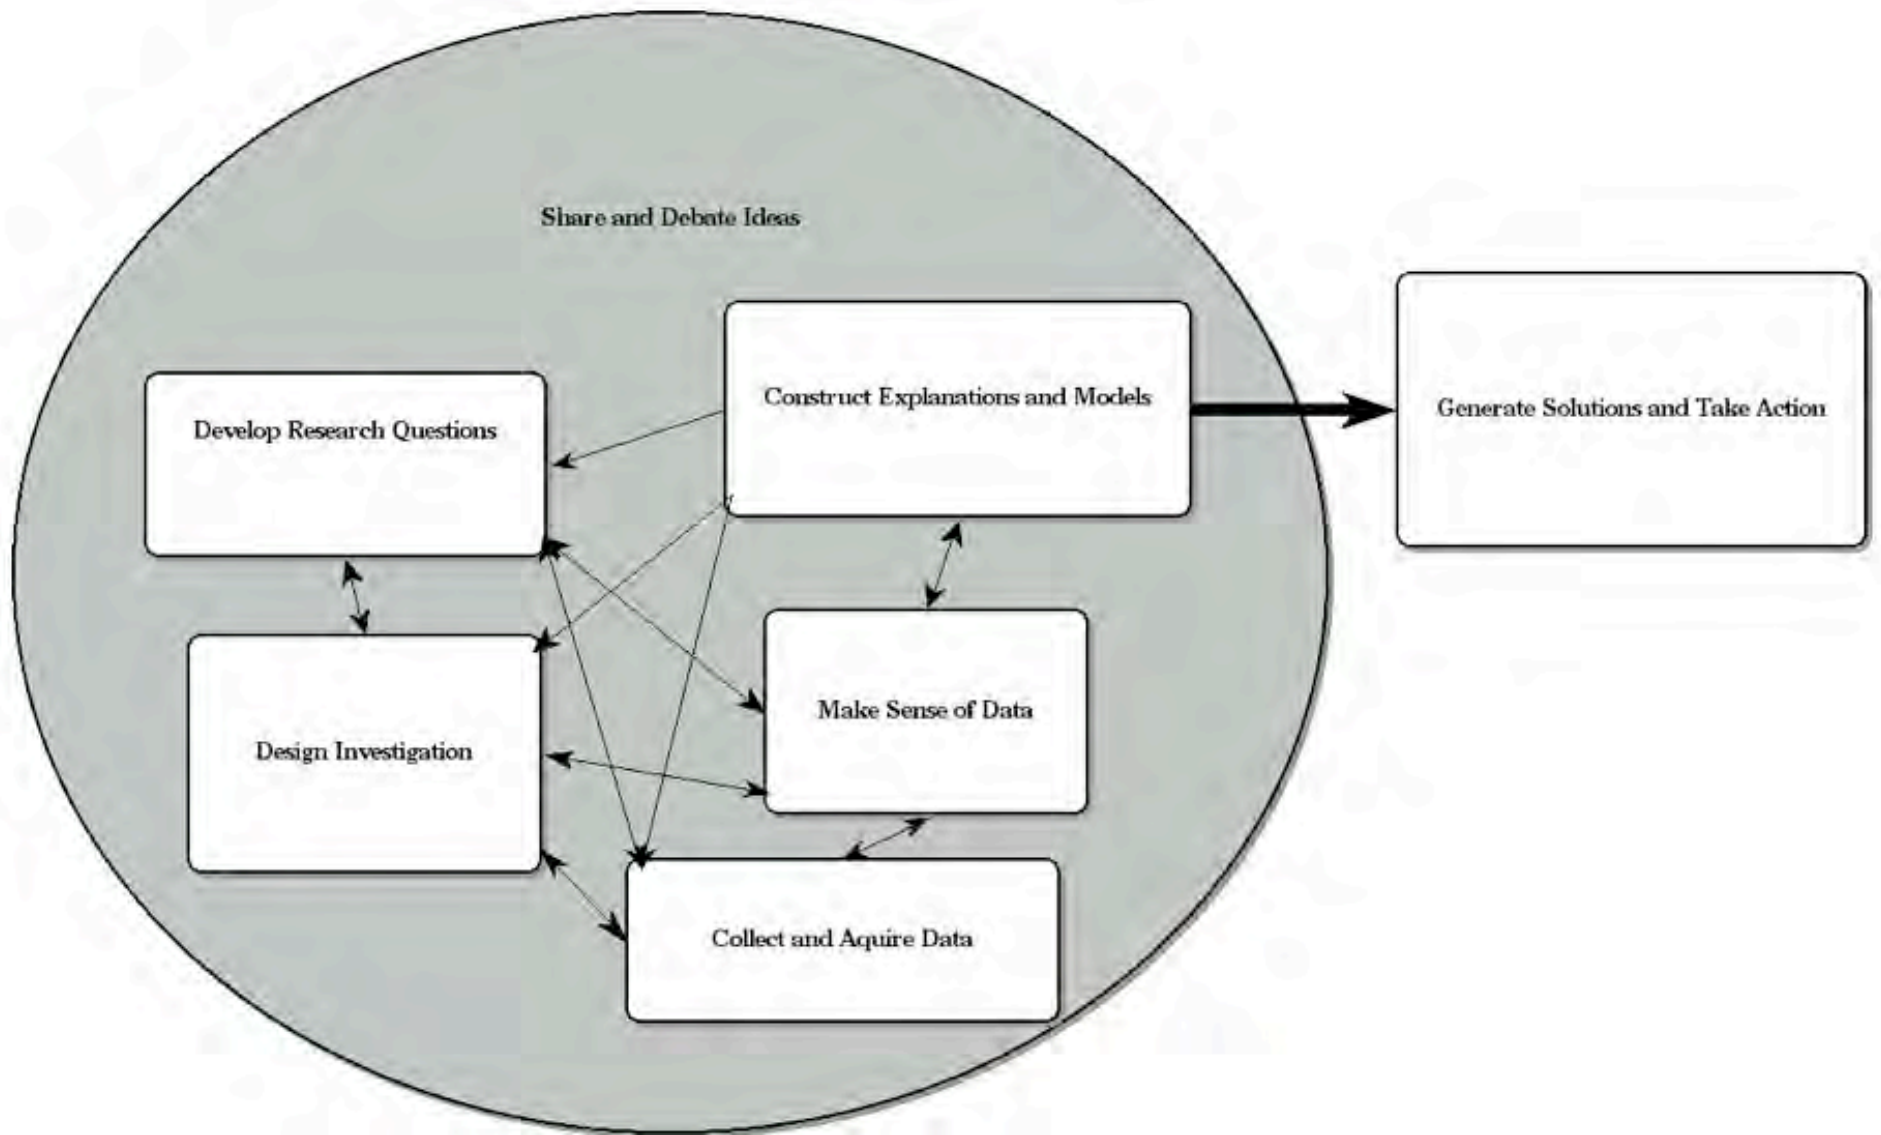 Share and Debate Ideas
Construct Explanations and Models
Generate Solutions and Take Action
Develop Research Questions
Make Sense of Data
Design Investigation
Collect and Aquire Data